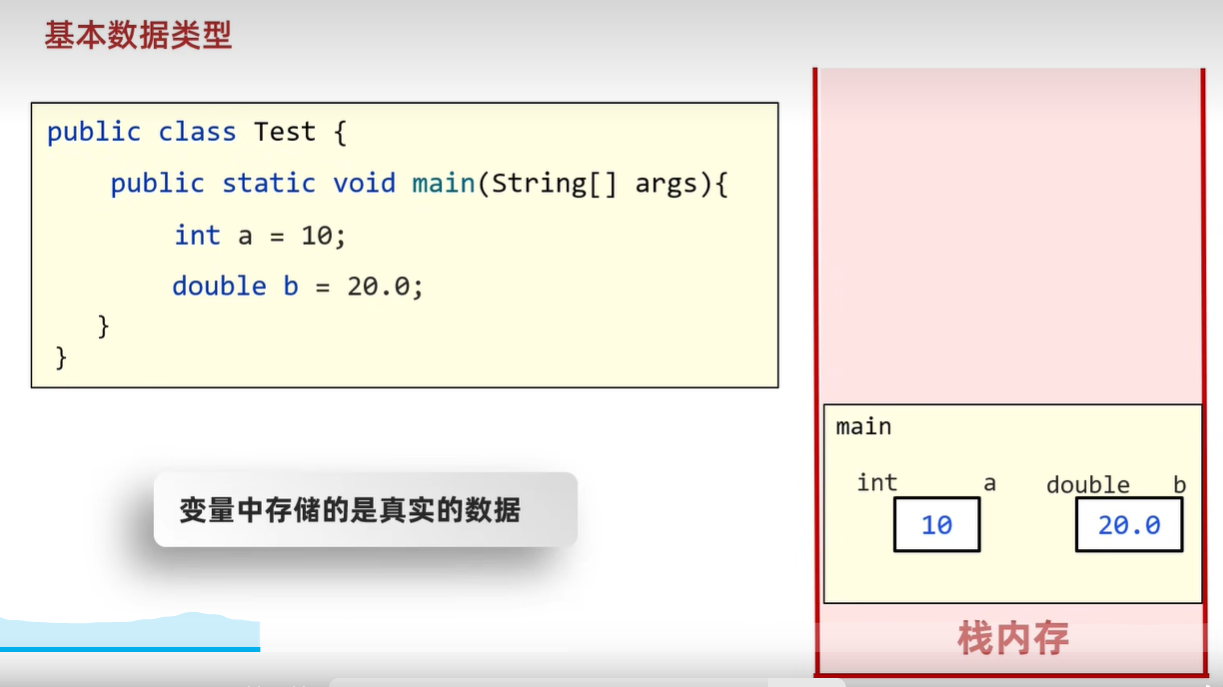 基本数据类型
public class Test {
public static void main(String[] args){
int a = 10;
double b = 20.0;
}
}
变量中存储的是真实的数据
main
int a double b
10 20.0
栈内存